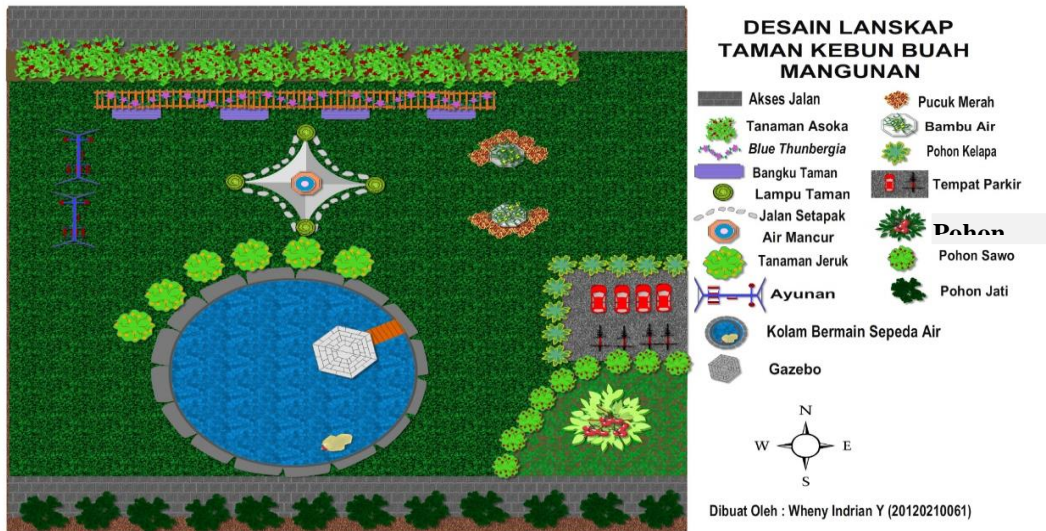 DESAIN LANSKAP
TAMAN KEBUN BUAH
MANGUNAN
Akses Jalan
Tanaman Asoka
Blue Thunbergia
Bangku Taman
Lampu Taman
Jalan Setapak
Air Mancur
Tanaman Jeruk
Ayunan
Kolam Bermain Sepeda Air
Gazebo
Pucuk Merah
Bambu Air
Pohon Kelapa
Tempat Parkir
Pohon
Pohon Sawo
Pohon Jati
N
W E
S
Dibuat Oleh : Wheny Indrian Y (20120210061)